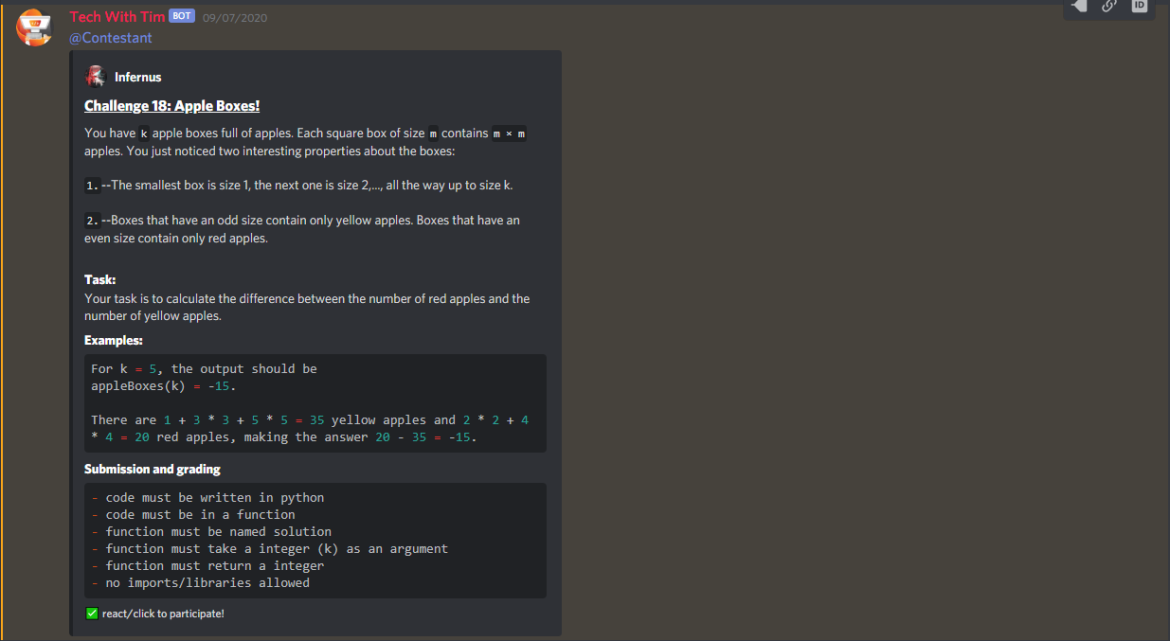 Tech With Tim BOT 09/07/2020
ID
@Contestant
Infernus
Challenge 18: Apple Boxes!
You have k apple boxes full of apples. Each square box of size m contains m × m
apples. You just noticed two interesting properties about the boxes:
1. --The smallest box is size 1, the next one is size 2,..., all the way up to size k.
2. --Boxes that have an odd size contain only yellow apples. Boxes that have an
even size contain only red apples.
Task:
Your task is to calculate the difference between the number of red apples and the
number of yellow apples.
Examples:
For k = 5, the output should be
appleBoxes(k) = -15.
There are 1 + 3 * 3 + 5 * 5 = 35 yellow apples and 2 * 2 + 4
* 4 = 20 red apples, making the answer 20 - 35 = -15.
Submission and grading
- code must be written in python
- code must be in a function
- function must be named solution
- function must take a integer (k) as an argument
- function must return a integer
- no imports/libraries allowed
✅ react/click to participate!